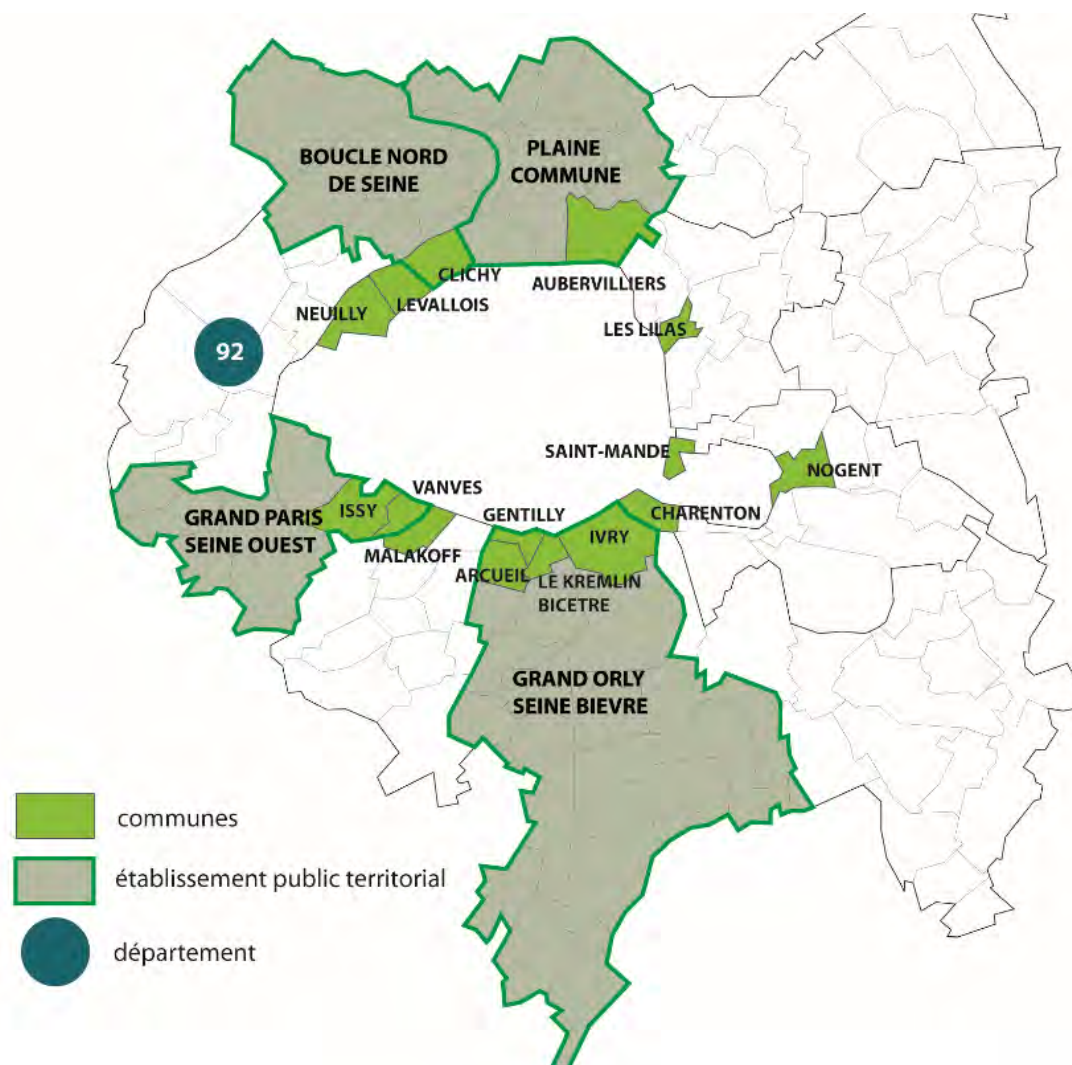 BOUCLE NORD
DE SEINE
PLAINE
COMMUNE
CLICHY
AUBERVILLIERS
LEVALLOIS
NEUILLY
LES LILAS
92
SAINT-MANDE
NOGENT
VANVES
GRAND PARIS
SEINE OUEST
ISSY
GENTILLY
CHARENTON
IVRY
MALAKOFF
ARCUEIL
LE KREMLIN
BICETRE
GRAND ORLY
SEINE BIEVRE
communes
établissement public territorial
département